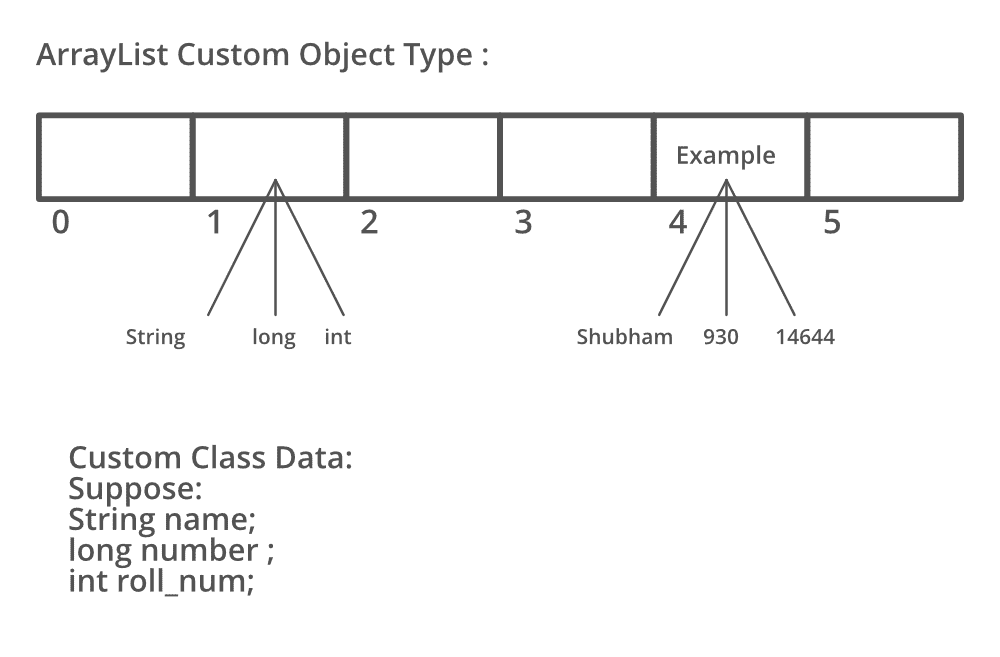 ArrayList Custom Object Type :
Example
0 1 2 3 4 5
String long int Shubham 930 14644
Custom Class Data:
Suppose:
String name;
long number ;
int roll_num;